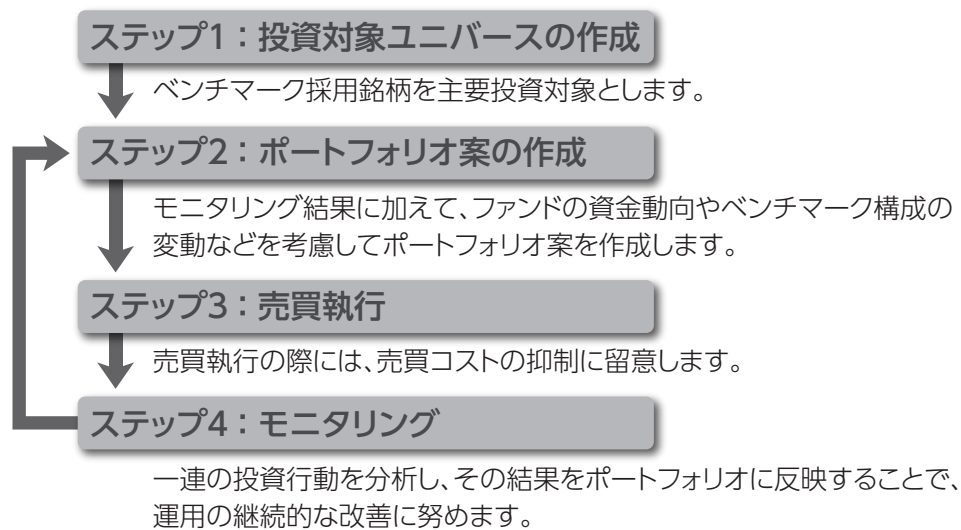 ステップ1：投資対象ユニバースの作成
ベンチマーク採用銘柄を主要投資対象とします。
ステップ2：ポートフォリオ案の作成
モニタリング結果に加えて、ファンドの資金動向やベンチマーク構成の
変動などを考慮してポートフォリオ案を作成します。
ステップ3：売買執行
売買執行の際には、売買コストの抑制に留意します。
ステップ4：モニタリング
一連の投資行動を分析し、その結果をポートフォリオに反映することで、
運用の継続的な改善に努めます。